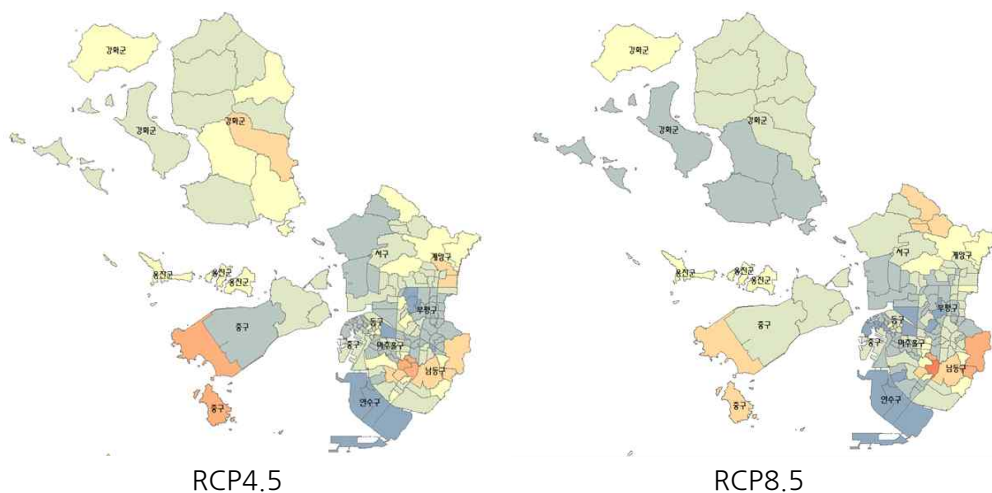 강화군
강화군
강화군
서구
계양구
옹진군
옹진군
옹진군
중구
부평구
동구
중구
미추홀구
남동구
연수구
중구
RCP4.5
강화군
강화군
강화군
서구
계양구
옹진군
옹진군
옹진군
중구
부평구
동구
중구
미추홀구
남동구
연수구
중구
RCP8.5